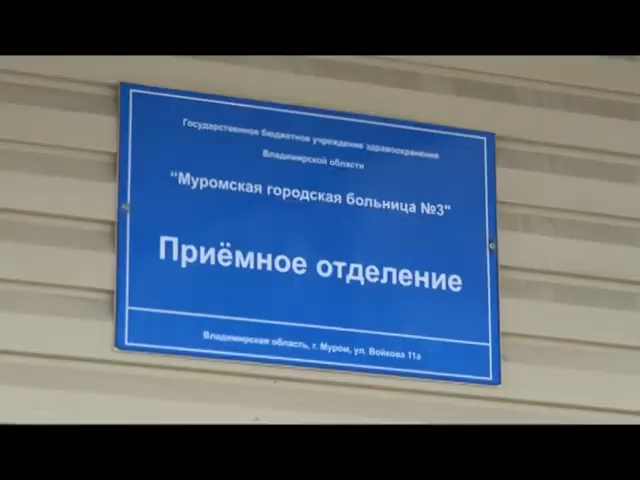 Государственное бюджетное учреждение здравоохранения
Владимирской области
"Муромская городская больница №3"
Приёмное отделение
Владимирская область, г. Муром, ул. Войкова 11а